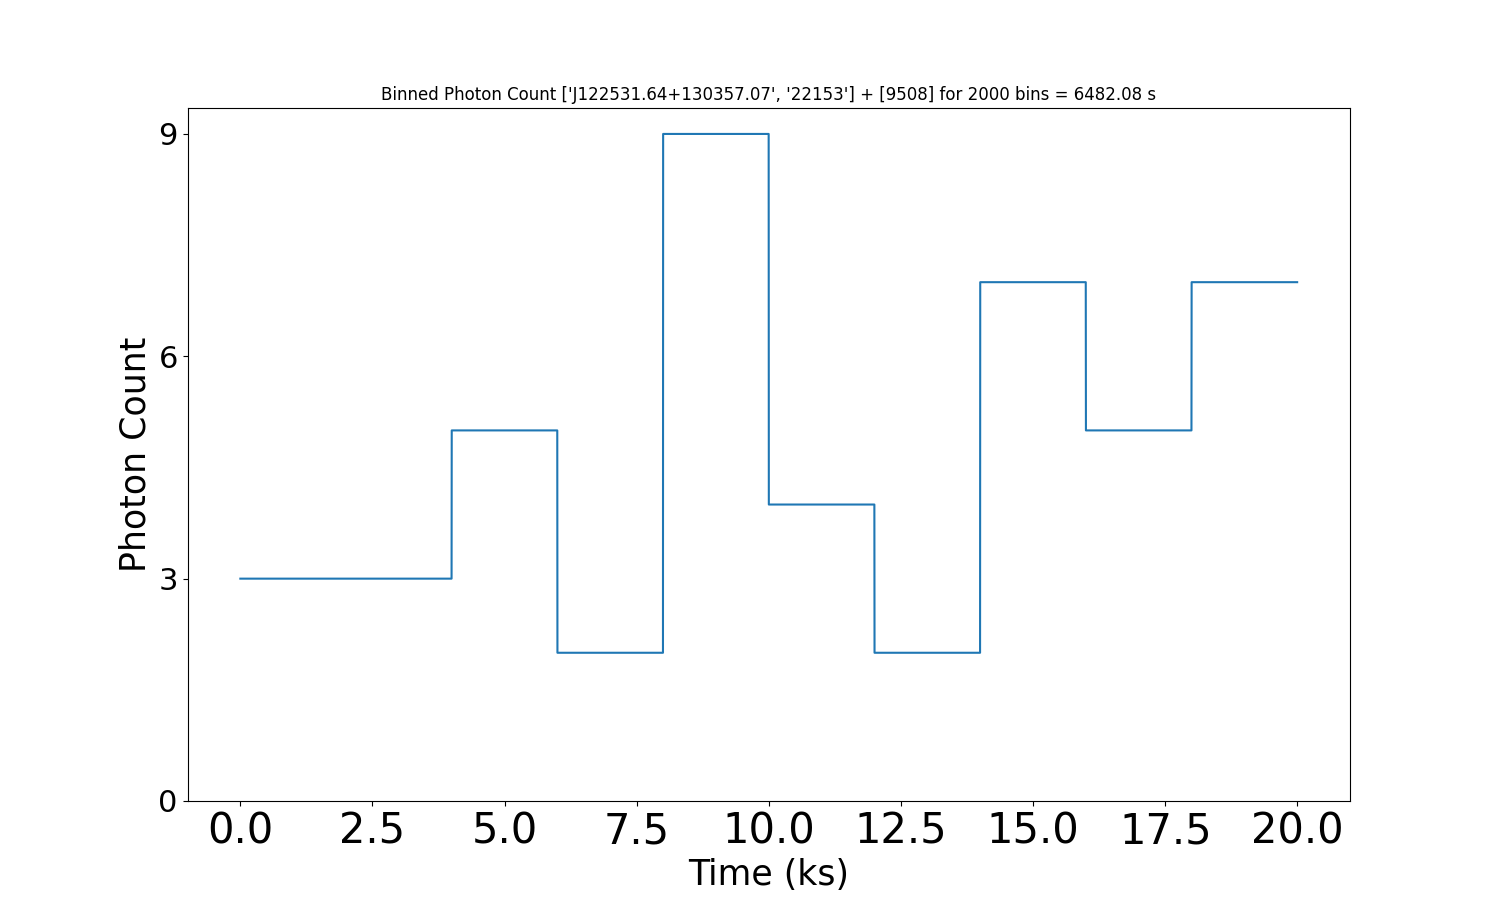 Binned Photon Count ['J122531.64+130357.07', '22153'] + [9508] for 2000 bins = 6482.08 s
9
6
3
0
Photon Count
0.0 2.5 5.0 7.5 10.0 12.5 15.0 17.5 20.0
Time (ks)